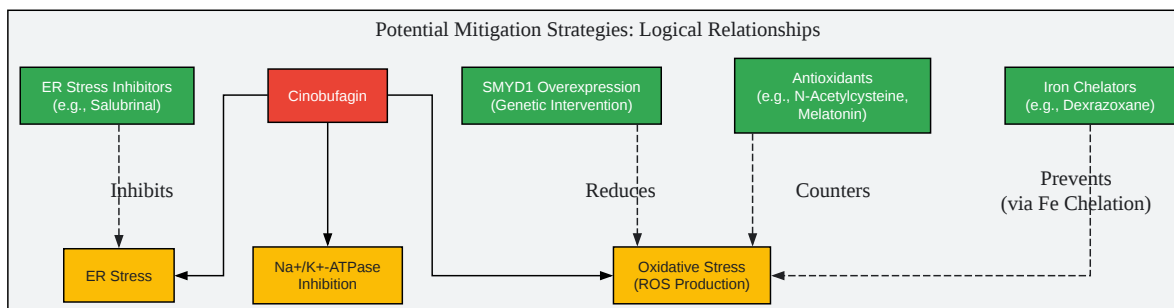 Potential Mitigation Strategies: Logical Relationships
ER Stress Inhibitors
(e.g., Salubrinal)
Cinobufagin
SMYD1 Overexpression
(Genetic Intervention)
Antioxidants
(e.g., N-Acetylcysteine,
Melatonin)
Iron Chelators
(e.g., Dexrazoxane)
Inhibits
Reduces
Counters
Prevents
(via Fe Chelation)
ER Stress
Na+/K+-ATPase
Inhibition
Oxidative Stress
(ROS Production)